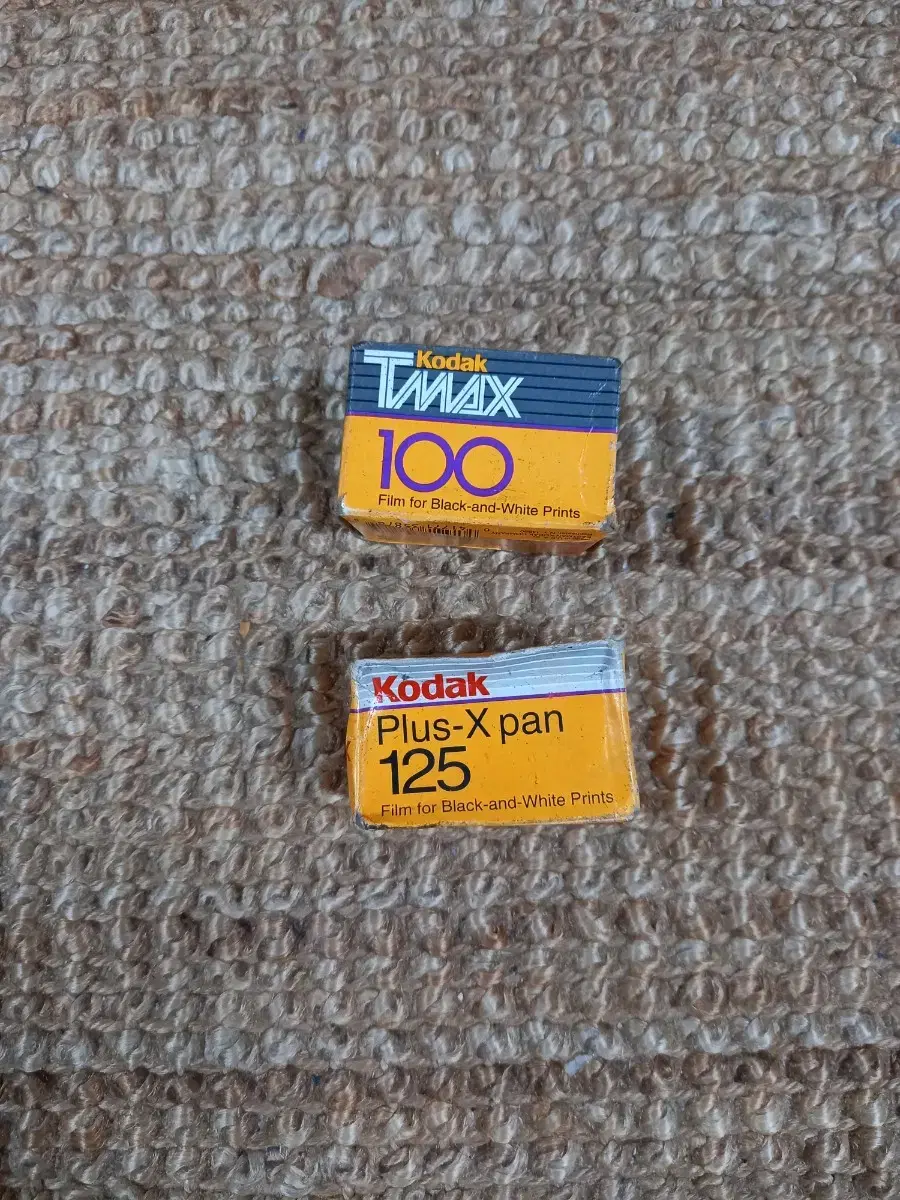 Kodak
TMAX
100
Film for Black-and-White Prints
Kodak
Plus-X pan
125
Film for Black-and-White Prints